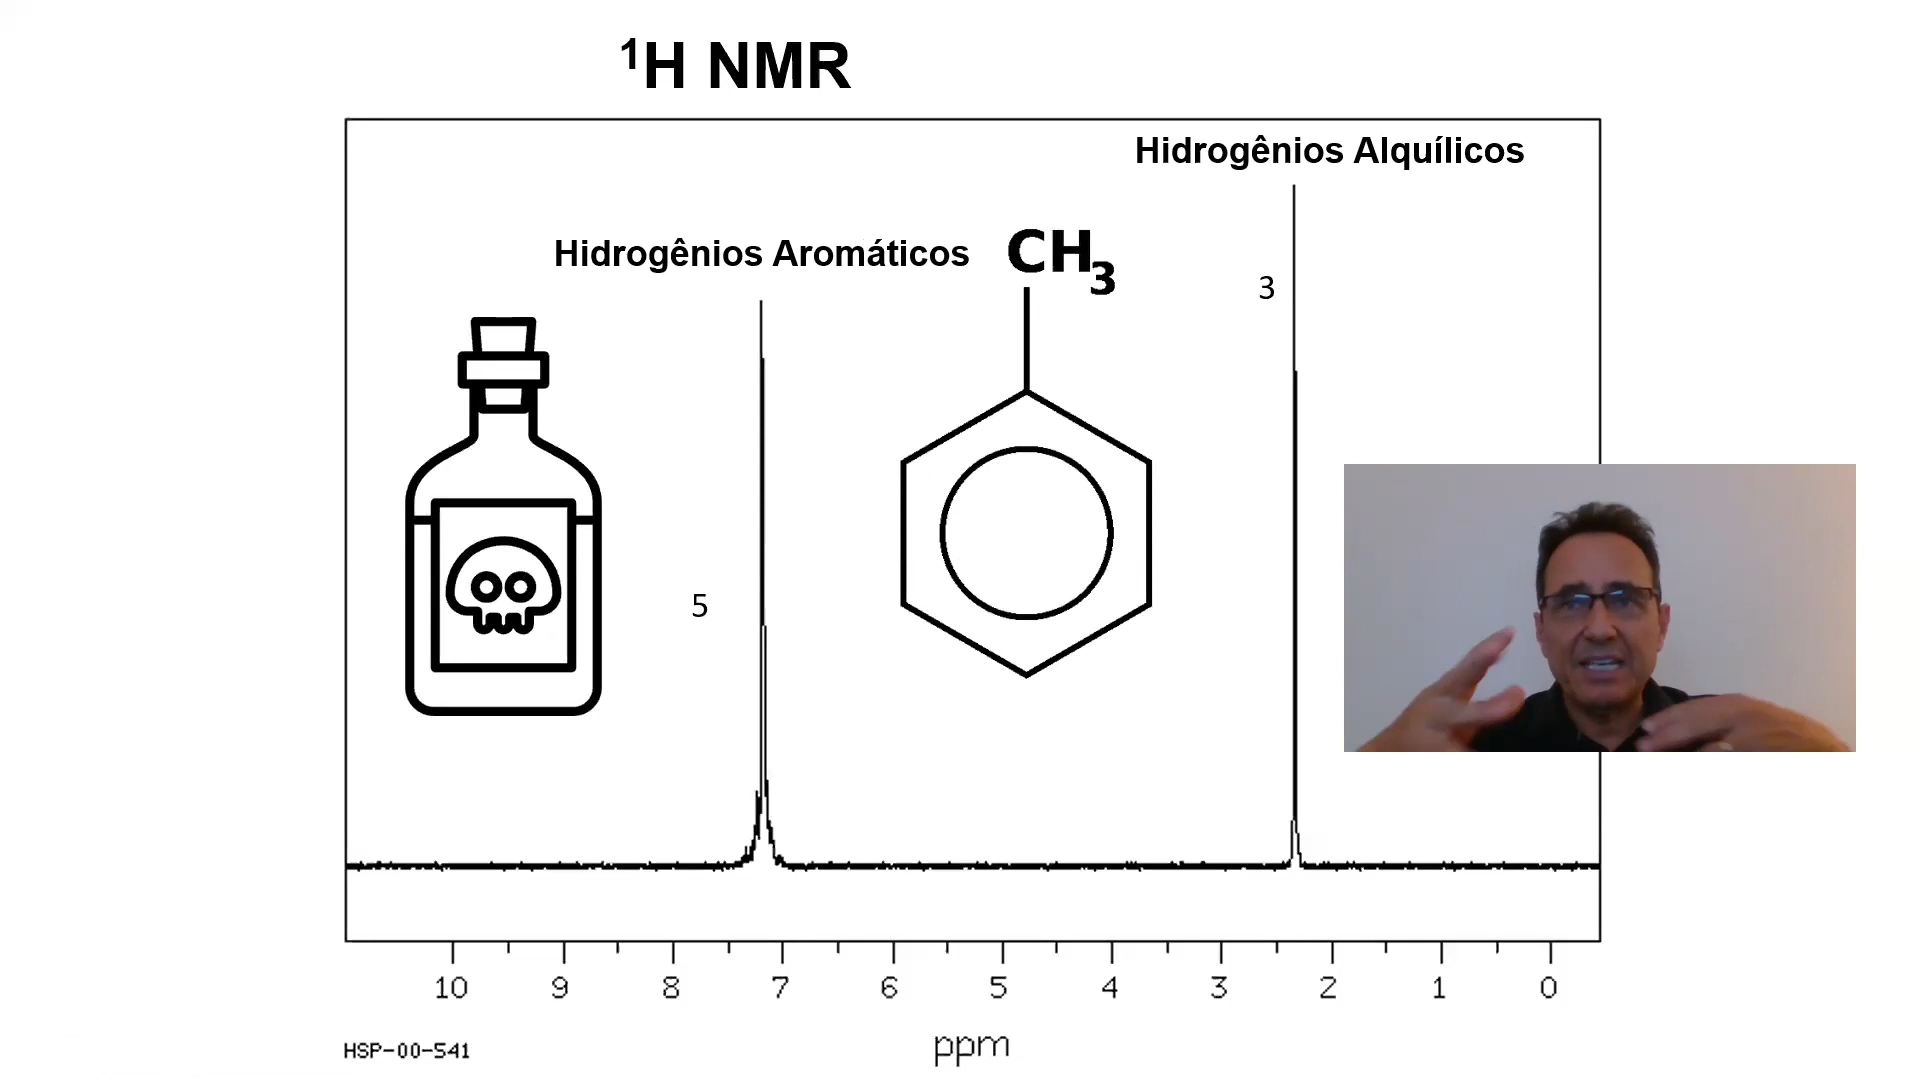 ¹H NMR
Hidrogênios Alquílicos
Hidrogênios Aromáticos
CH₃
3
5
10 9 8 7 6 5 4 3 2 1 0
ppm
HSP-00-541